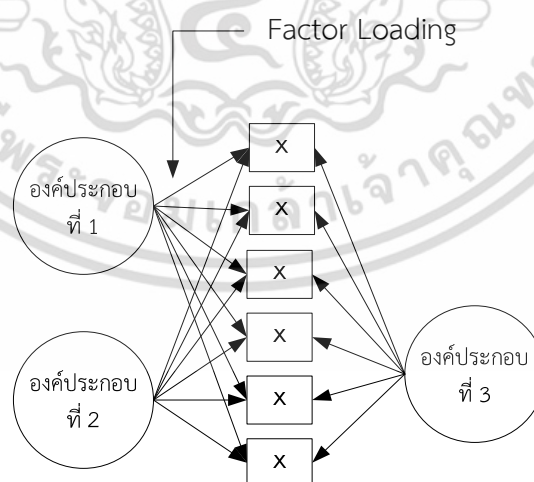 Factor Loading
x
x
x
x
x
x
องค์ประกอบ
ที่ 1
องค์ประกอบ
ที่ 2
องค์ประกอบ
ที่ 3